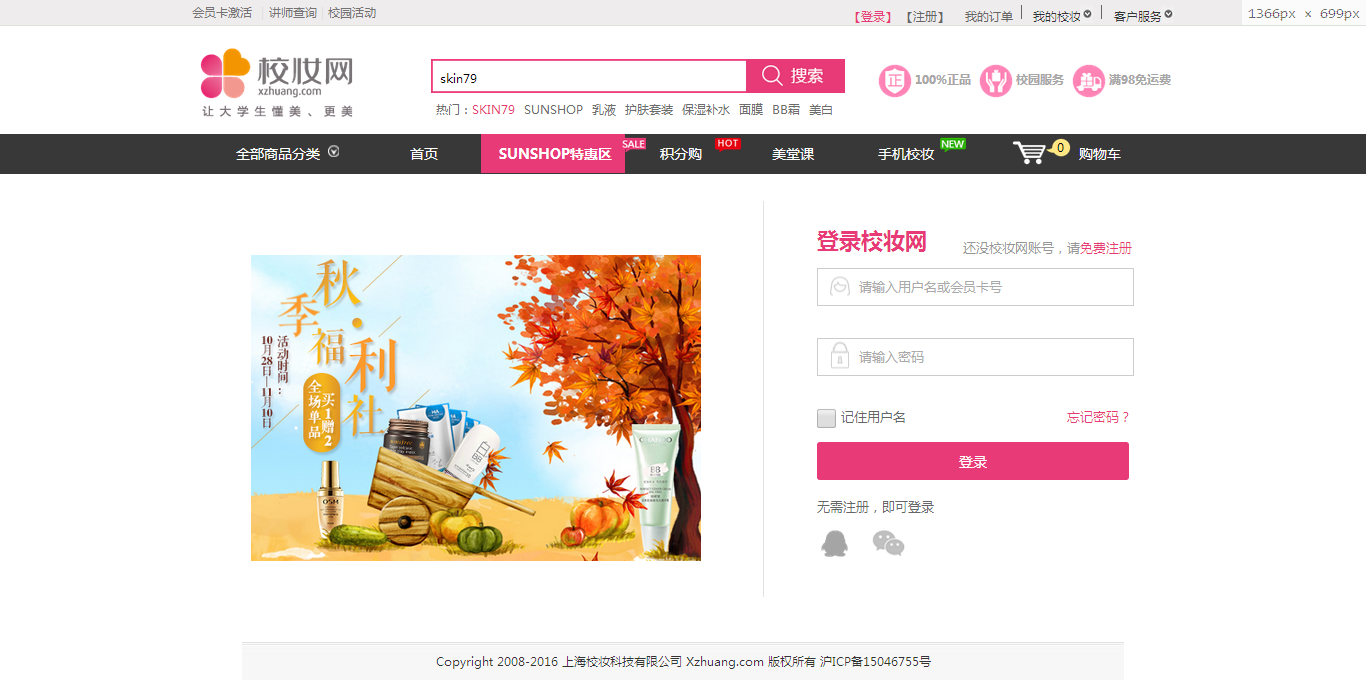 会员卡激活 讲师查询 校园活动
【登录】 【注册】 我的订单 我的校妆 客户服务
1366px × 699px
校妆网
xzhuang.com
让大学生懂美、更美
skin79
搜索
热门：SKIN79 SUNSHOP 乳液 护肤套装 保湿补水 面膜 BB霜 美白
正 100%正品 校园服务 满98免运费
全部商品分类 首页 SUNSHOP特惠区 SALE 积分购 HOT 美堂课 手机校妆 NEW 0 购物车
秋·季福利社
活动时间：
10月28日—11月10日
全场单品
买1赠2
OSM
BB
登录校妆网
还没校妆网账号，请免费注册
请输入用户名或会员卡号
请输入密码
记住用户名 忘记密码？
登录
无需注册，即可登录
Copyright 2008-2016 上海校妆科技有限公司 Xzhuang.com 版权所有 沪ICP备15046755号